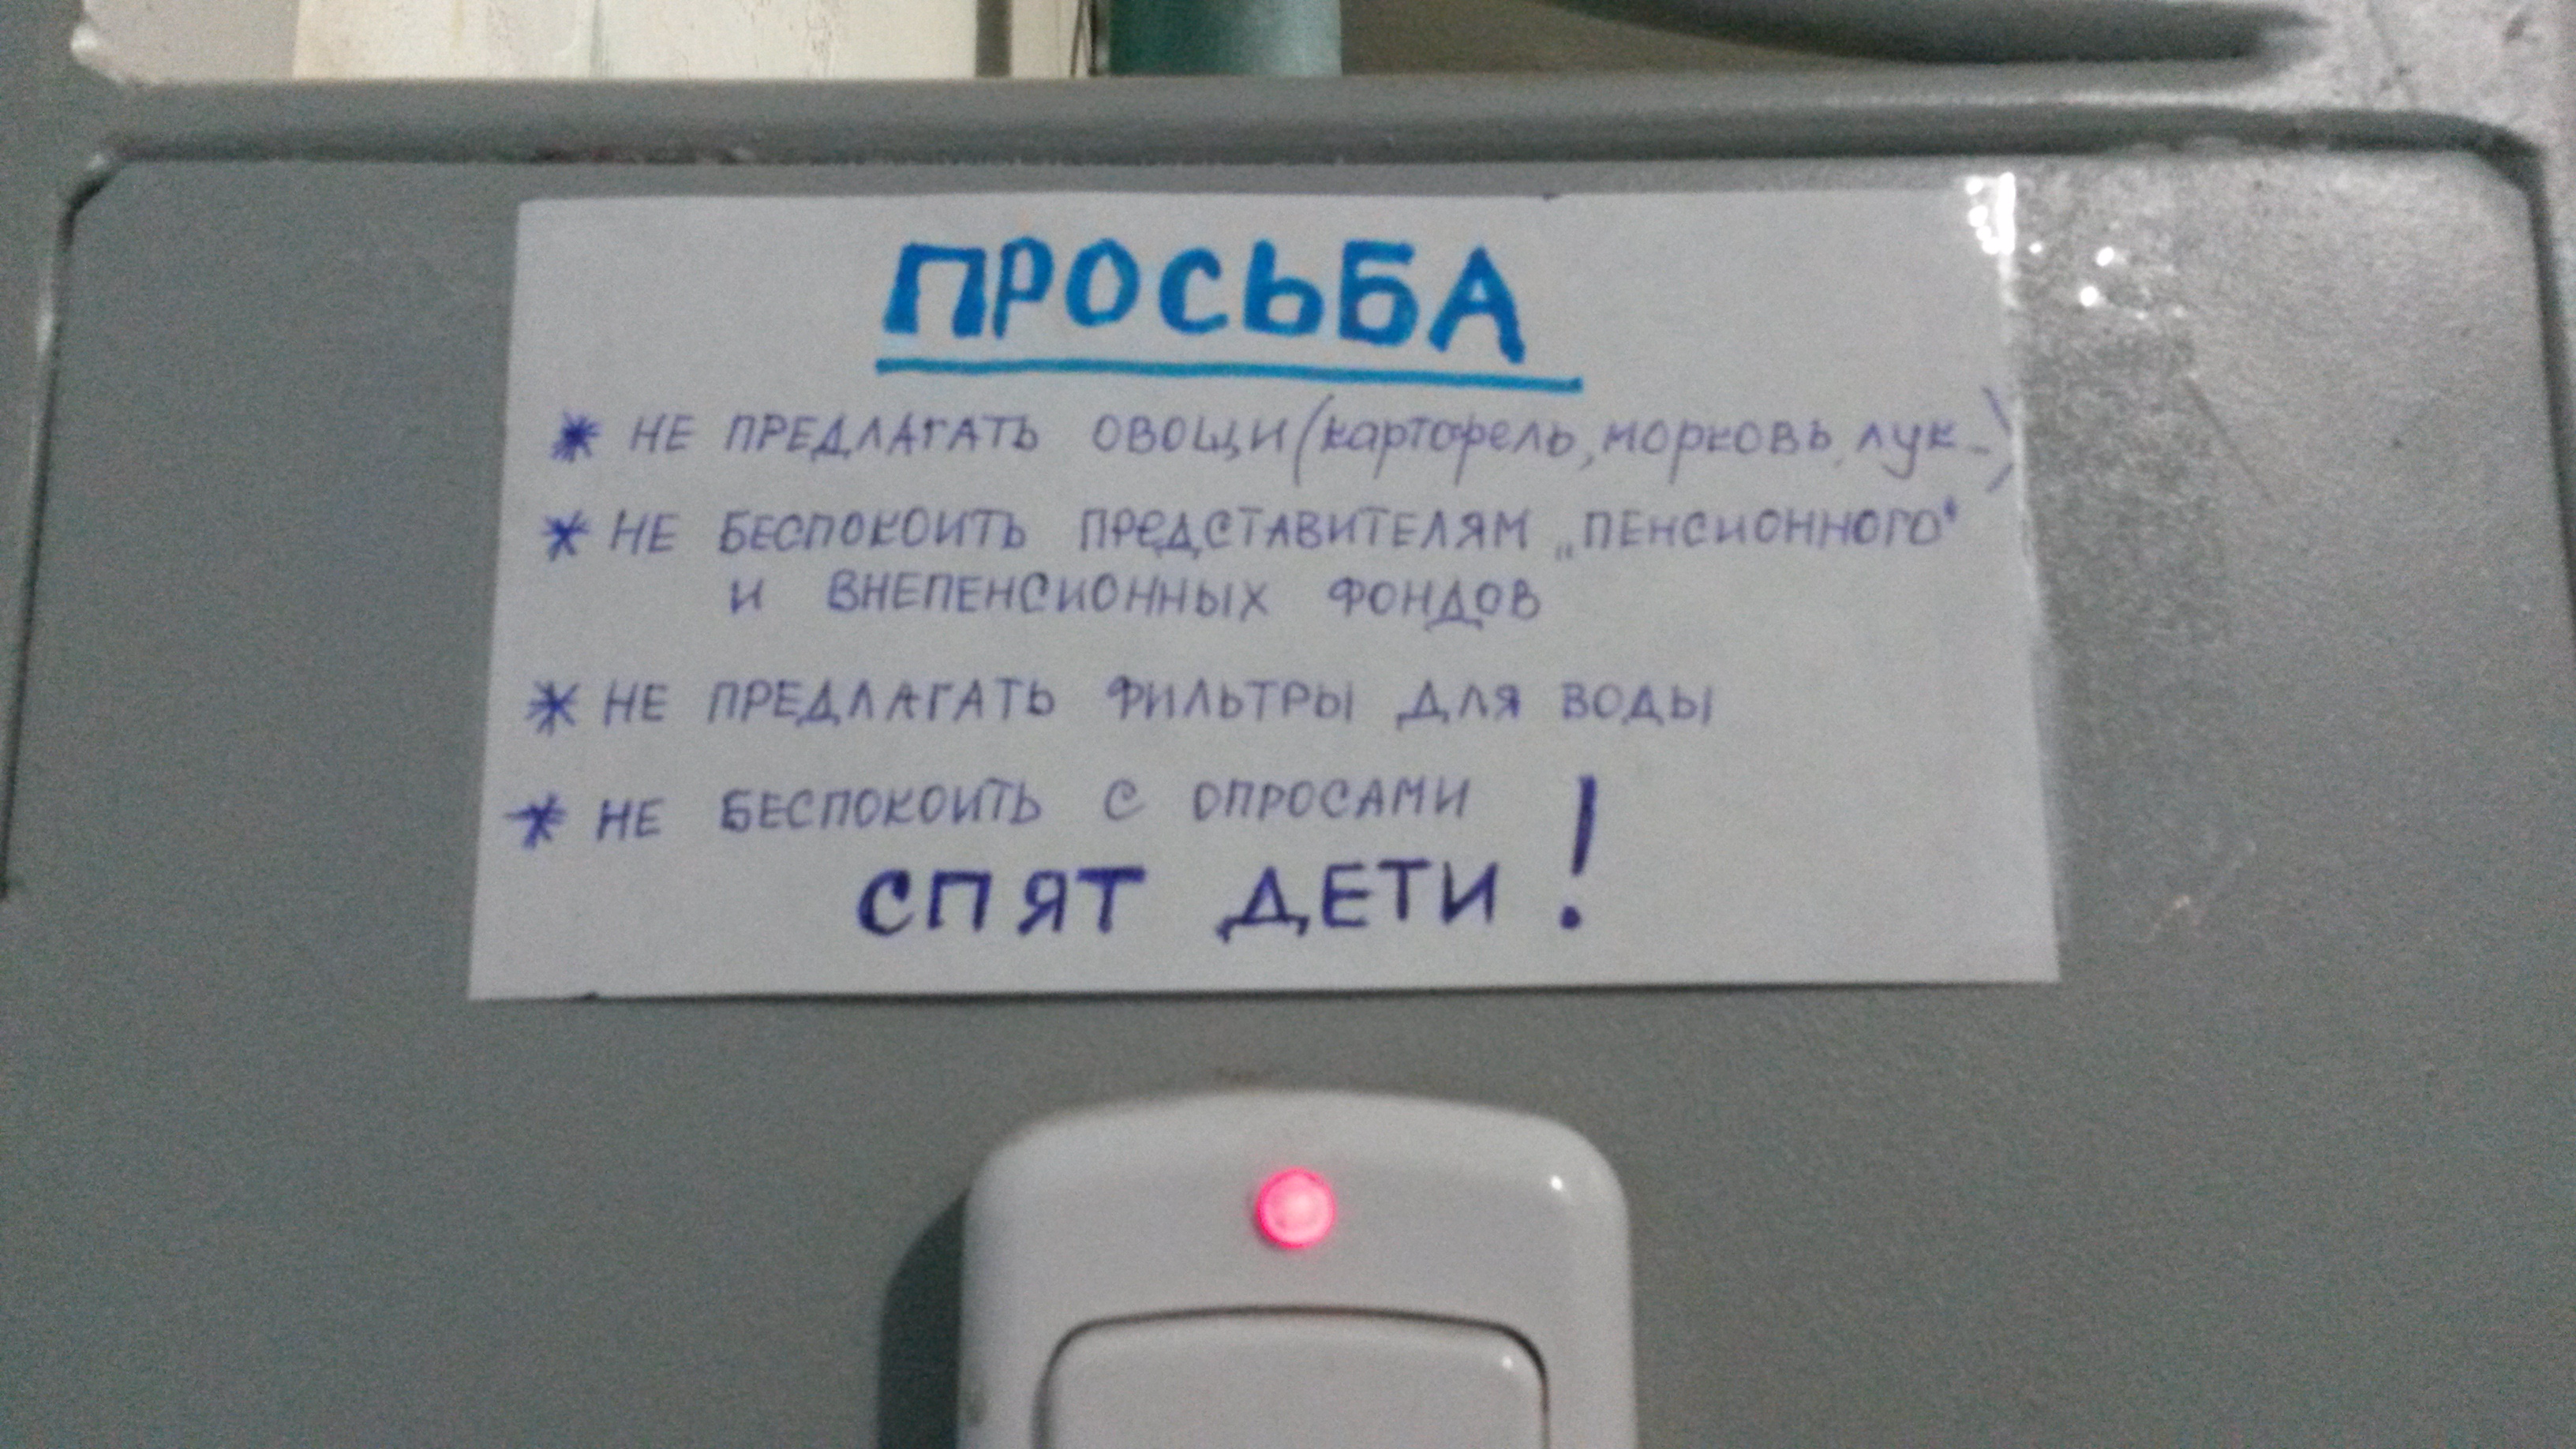 ПРОСЬБА
* НЕ ПРЕДЛАГАТЬ ОВОЩИ (картофель, морковь, лук...)
* НЕ БЕСПОКОИТЬ ПРЕДСТАВИТЕЛЯМ „ПЕНСИОННОГО“
И ВНЕПЕНСИОННЫХ ФОНДОВ
* НЕ ПРЕДЛАГАТЬ ФИЛЬТРЫ ДЛЯ ВОДЫ
* НЕ БЕСПОКОИТЬ С ОПРОСАМИ
СПЯТ ДЕТИ!